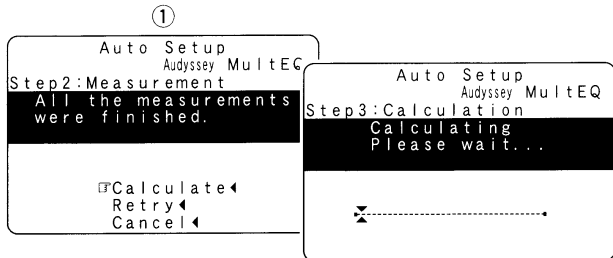 ①
Auto Setup
Audyssey MultEQ
Step2:Measurement
All the measurements
were finished.
☞Calculate◀
Retry◀
Cancel◀
Auto Setup
Audyssey MultEQ
Step3:Calculation
Calculating
Please wait...